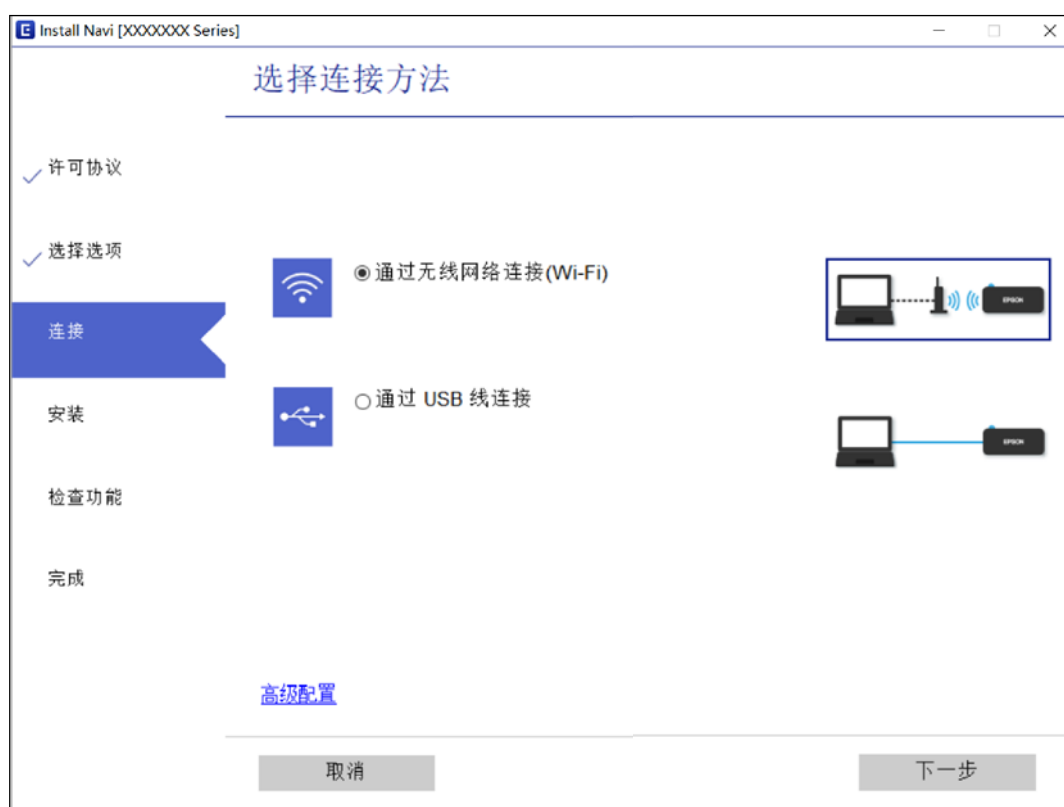 Install Navi [XXXXXXX Series]
选择连接方法
许可协议
选择选项
连接
安装
检查功能
完成
通过无线网络连接(Wi-Fi)
EPSON
通过 USB 线连接
EPSON
高级配置
取消
下一步